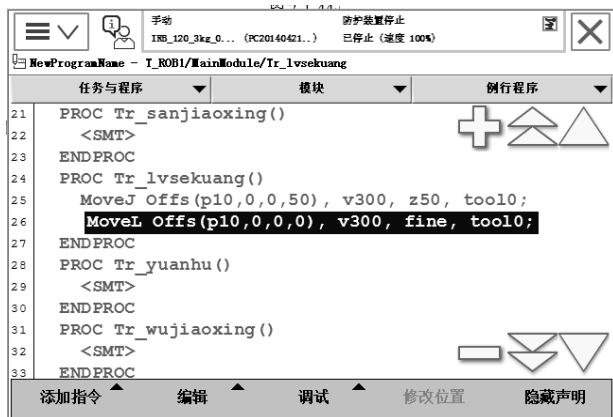 手动
防护装置停止
IRB_120_3kg_0... (PC20140421..)
已停止 (速度 100%)
NewProgramName - T_ROB1/MainModule/Tr_lvsekuang
任务与程序
模块
例行程序
21 PROC Tr_sanjiaoxing()
22 <SMT>
23 ENDPROC
24 PROC Tr_lvsekuang()
25 MoveJ Offs(p10,0,0,50), v300, z50, tool0;
26 MoveL Offs(p10,0,0,0), v300, fine, tool0;
27 ENDPROC
28 PROC Tr_yuanhu()
29 <SMT>
30 ENDPROC
31 PROC Tr_wujiaoxing()
32 <SMT>
33 ENDPROC
添加指令
编辑
调试
修改位置
隐藏声明